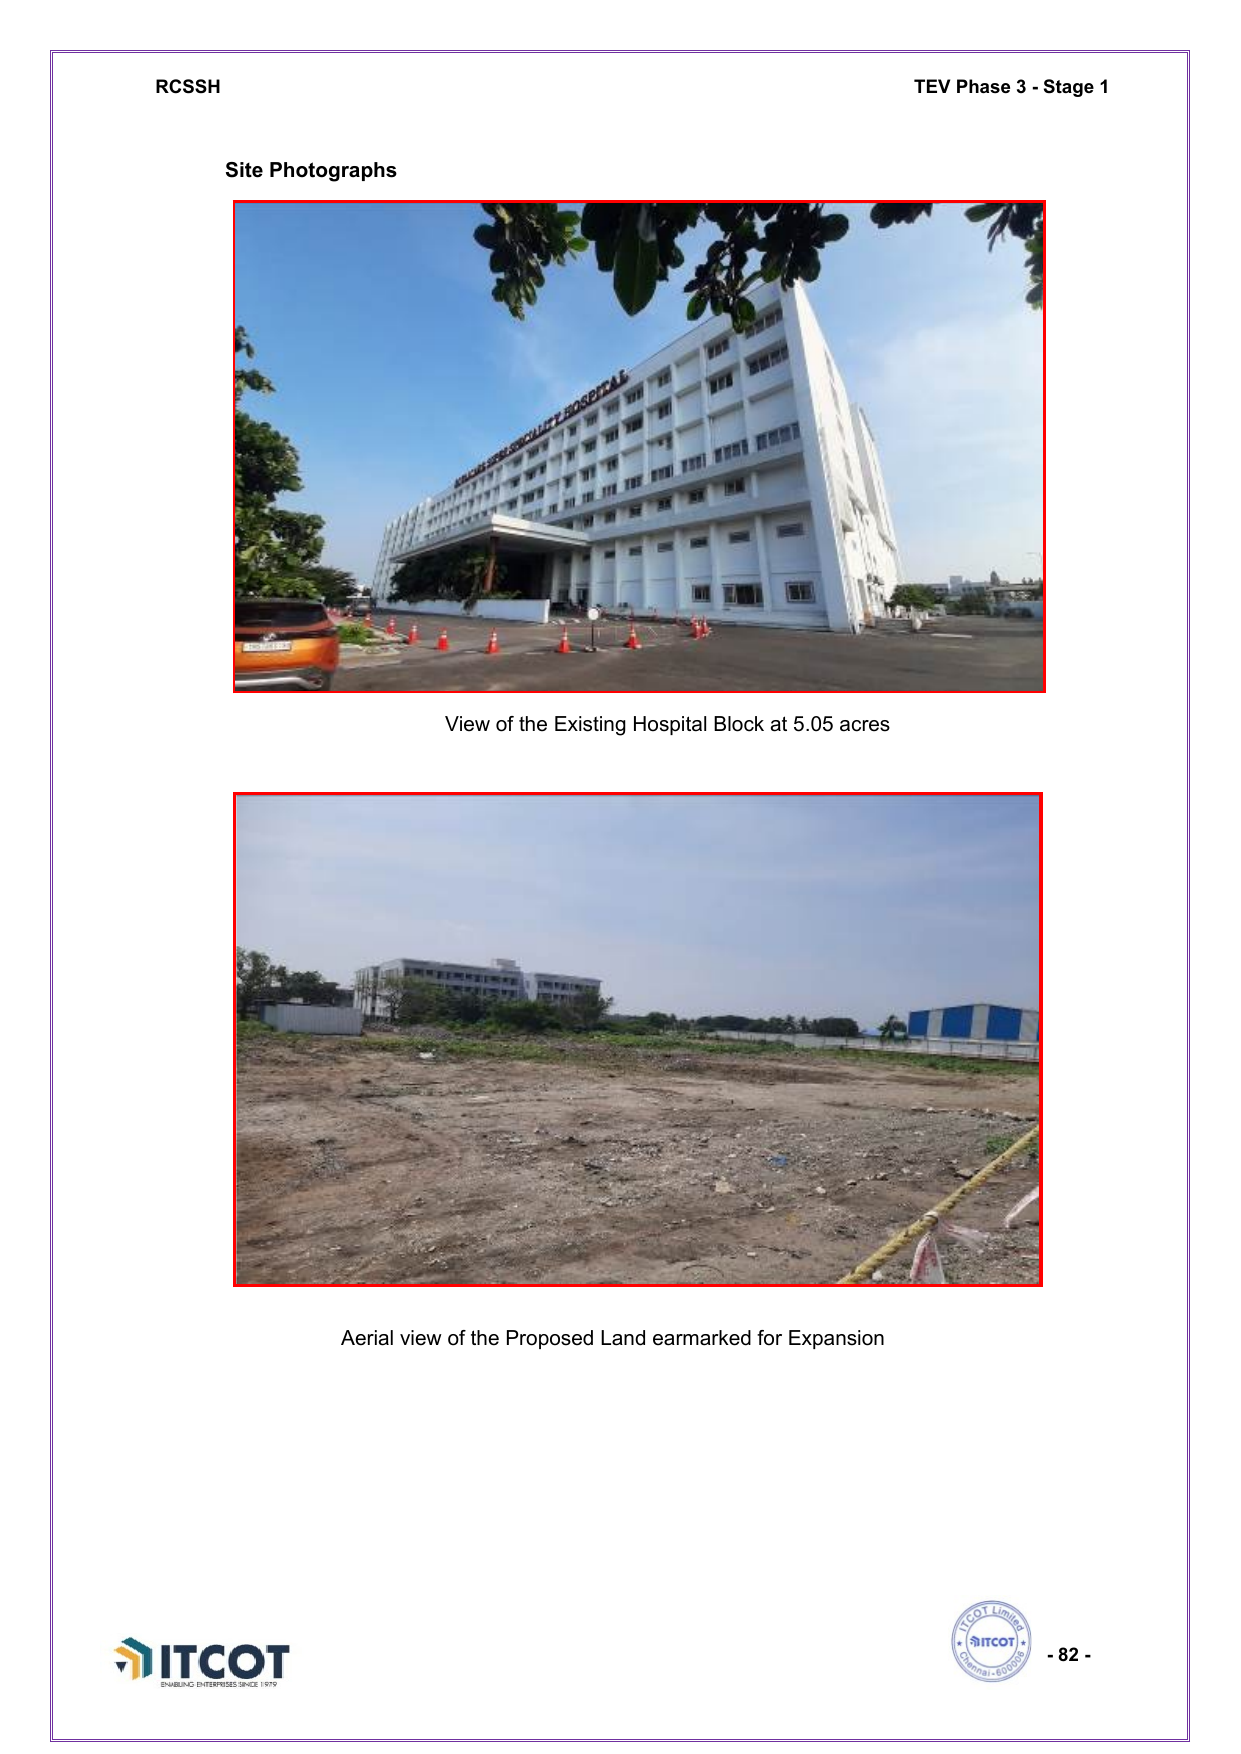 RCSSH
TEV Phase 3 - Stage 1
Site Photographs
SUPER SPECIALITY HOSPITAL
View of the Existing Hospital Block at 5.05 acres
Aerial view of the Proposed Land earmarked for Expansion
ITCOT
ENABLING ENTERPRISES SINCE 1979
ITCOT Limited
ITCOT
Chennai-600006
- 82 -